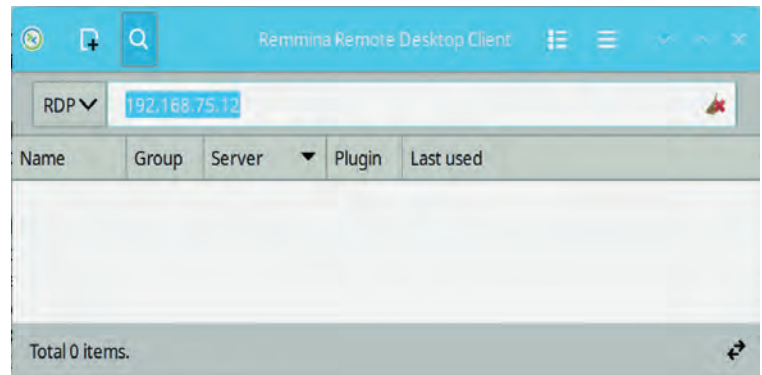 Remmina Remote Desktop Client
RDP 192.168.75.12
Name Group Server Plugin Last used
Total 0 items.